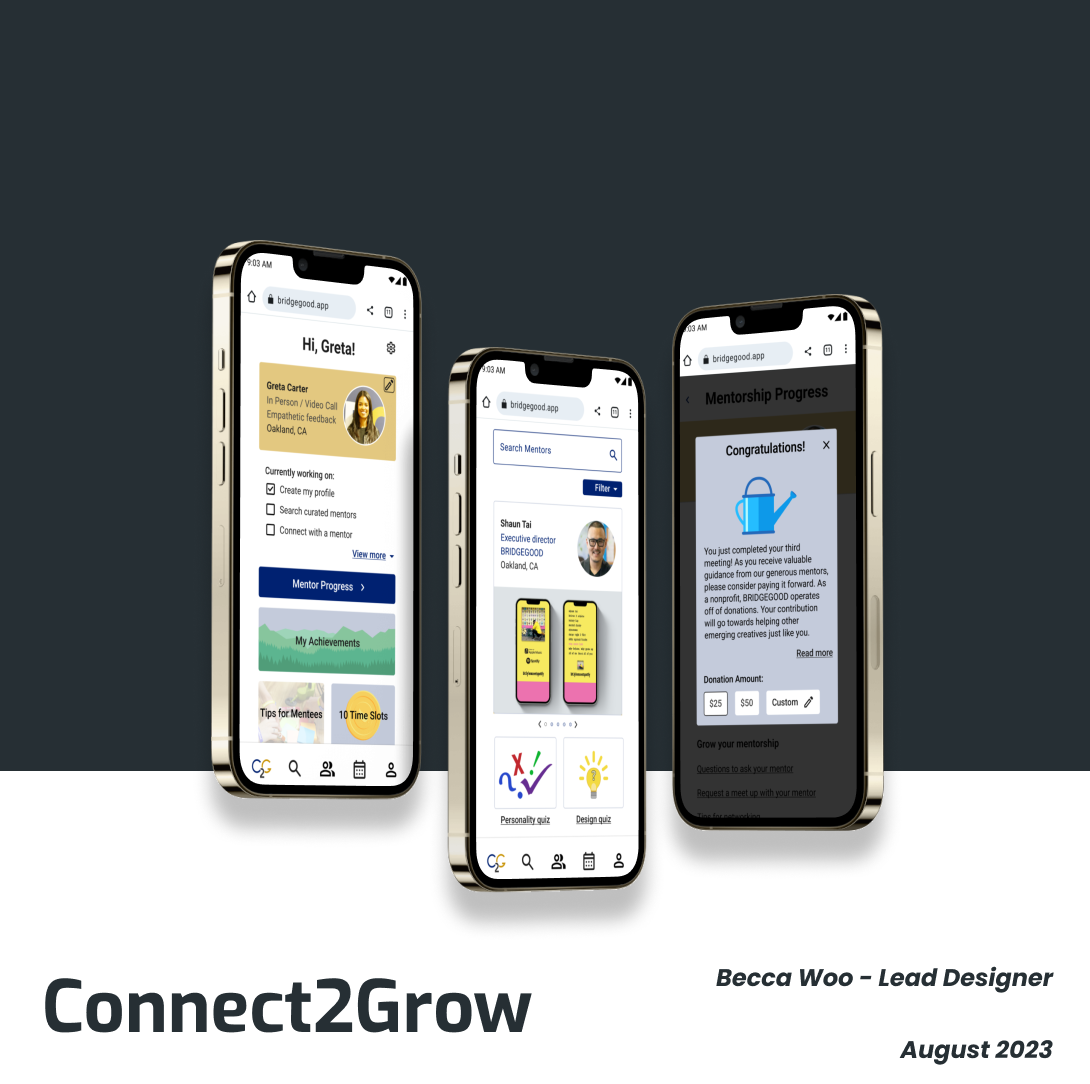 9:03 AM
bridgegood.app
Hi, Greta!
Greta Carter
In Person / Video Call
Empathetic feedback
Oakland, CA
Currently working on:
Create my profile
Search curated mentors
Connect with a mentor
View more
Mentor Progress
My Achievements
Tips for Mentees
10 Time Slots
C2G
9:03 AM
bridgegood.app
Search Mentors
Filter
Shaun Tai
Executive director
BRIDGEGOOD
Oakland, CA
Spotify
Personality quiz
Design quiz
C2G
:03 AM
bridgegood.app
Mentorship Progress
Congratulations!
You just completed your third
meeting! As you receive valuable
guidance from our generous mentors,
please consider paying it forward. As
a nonprofit, BRIDGEGOOD operates
off of donations. Your contribution
will go towards helping other
emerging creatives just like you.
Read more
Donation Amount:
$25
$50
Custom
Grow your mentorship
Questions to ask your mentor
Request a meet up with your mentor
Tips for networking
Connect2Grow
Becca Woo - Lead Designer
August 2023